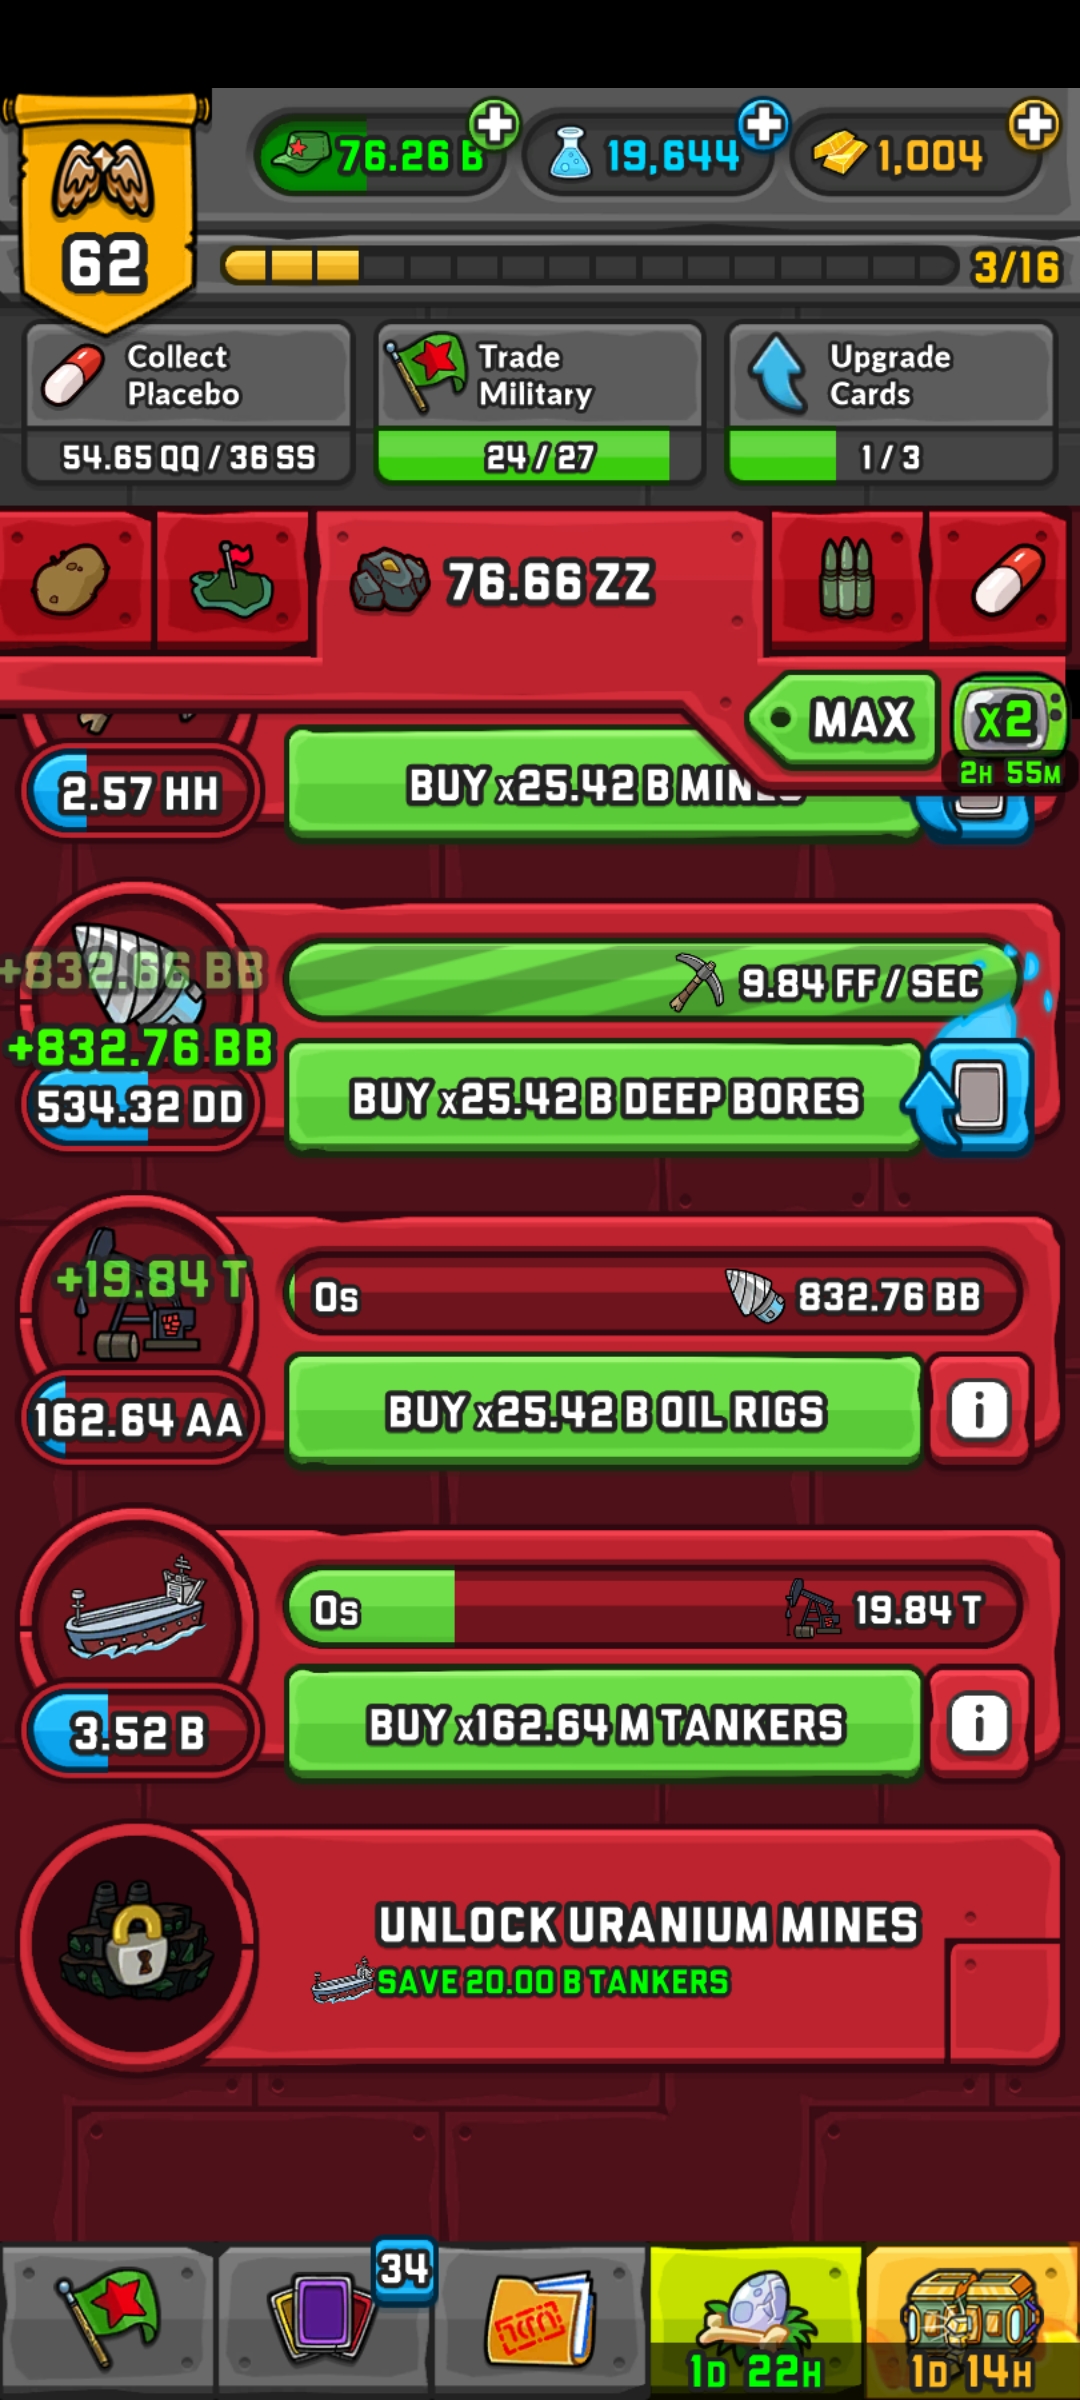 76.26 B
19,644
1,004
62
3/16
Collect
Placebo
54.65 QQ / 36 SS
Trade
Military
24 / 27
Upgrade
Cards
1 / 3
76.66 ZZ
MAX
x2
2H 55M
2.57 HH
BUY x25.42 B MINES
+832.66 BB
9.84 FF / SEC
+832.76 BB
534.32 DD
BUY x25.42 B DEEP BORES
+19.84 T
0s
832.76 BB
162.64 AA
BUY x25.42 B OIL RIGS
0s
19.84 T
3.52 B
BUY x162.64 M TANKERS
UNLOCK URANIUM MINES
SAVE 20.00 B TANKERS
34
1D 22H
1D 14H